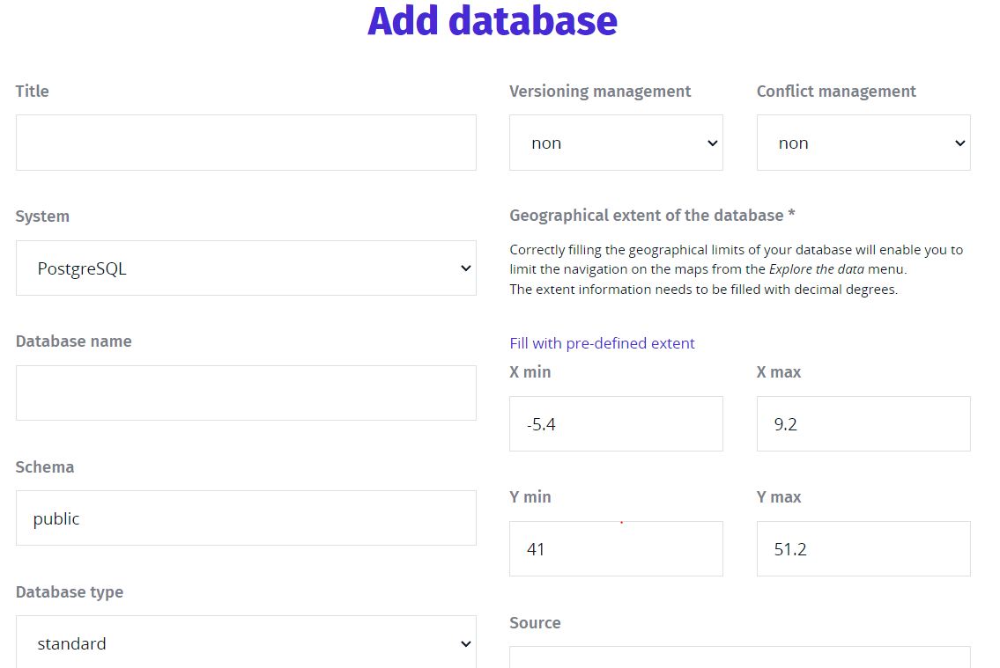 Add database
Title
System
PostgreSQL
Database name
Schema
public
Database type
standard
Versioning management
Conflict management
non
non
Geographical extent of the database *
Correctly filling the geographical limits of your database will enable you to
limit the navigation on the maps from the Explore the data menu.
The extent information needs to be filled with decimal degrees.
Fill with pre-defined extent
X min
X max
-5.4
9.2
Y min
Y max
41
51.2
Source